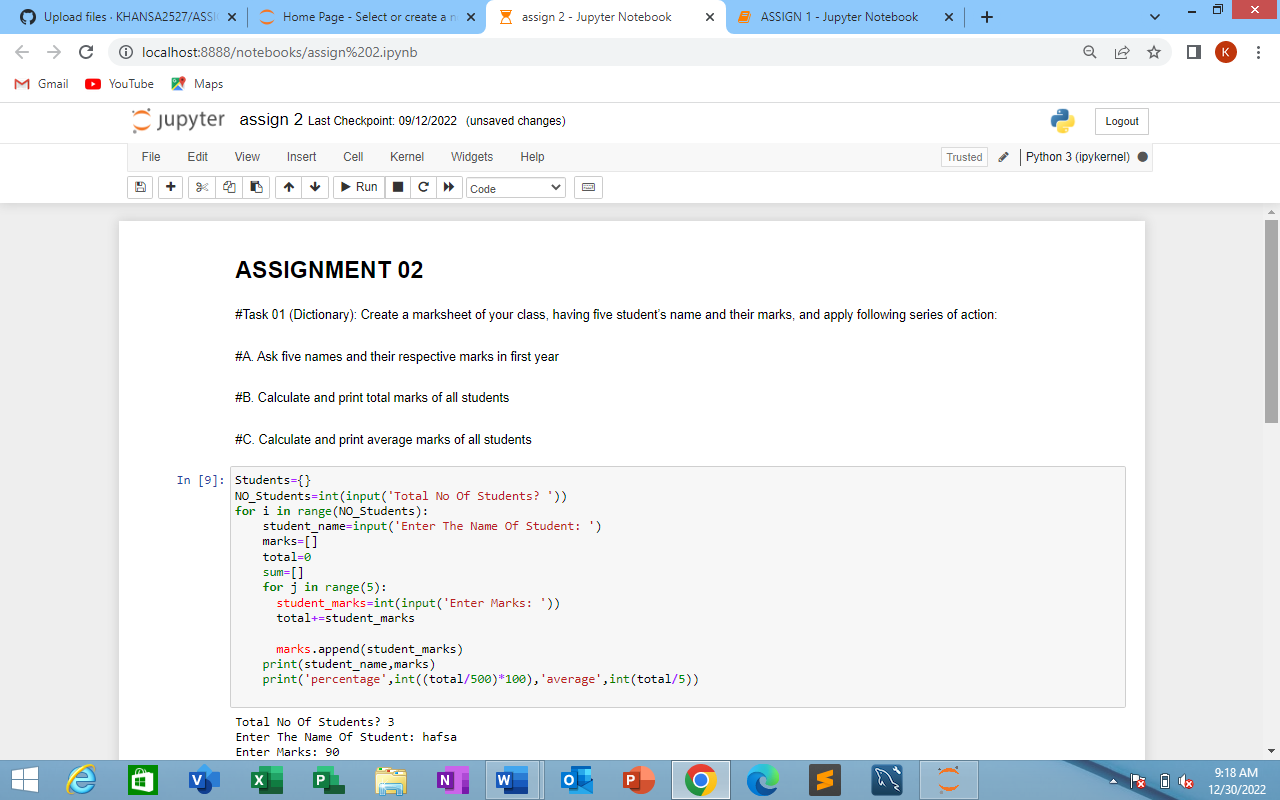 Upload files · KHANSA2527/ASSI
Home Page - Select or create a n
assign 2 - Jupyter Notebook
ASSIGN 1 - Jupyter Notebook
localhost:8888/notebooks/assign%202.ipynb
K
Gmail
YouTube
Maps
jupyter assign 2 Last Checkpoint: 09/12/2022 (unsaved changes)
Logout
File Edit View Insert Cell Kernel Widgets Help
Trusted
Python 3 (ipykernel)
Run
Code
ASSIGNMENT 02
#Task 01 (Dictionary): Create a marksheet of your class, having five student's name and their marks, and apply following series of action:
#A. Ask five names and their respective marks in first year
#B. Calculate and print total marks of all students
#C. Calculate and print average marks of all students
In [9]:
Students={}
NO_Students=int(input('Total No Of Students? '))
for i in range(NO_Students):
    student_name=input('Enter The Name Of Student: ')
    marks=[]
    total=0
    sum=[]
    for j in range(5):
      student_marks=int(input('Enter Marks: '))
      total+=student_marks
      marks.append(student_marks)
    print(student_name,marks)
    print('percentage',int((total/500)*100),'average',int(total/5))
Total No Of Students? 3
Enter The Name Of Student: hafsa
Enter Marks: 90
9:18 AM
12/30/2022